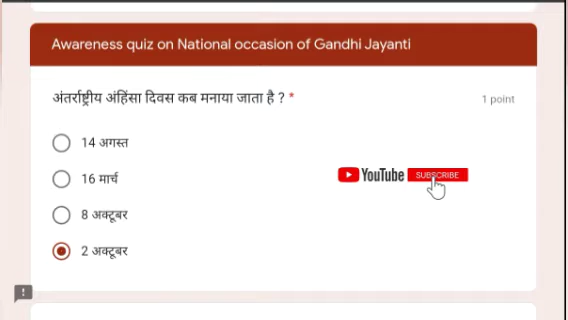 Awareness quiz on National occasion of Gandhi Jayanti
अंतर्राष्ट्रीय अंहिंसा दिवस कब मनाया जाता है ? *
1 point
14 अगस्त
16 मार्च
YouTube SUBSCRIBE
8 अक्टूबर
2 अक्टूबर